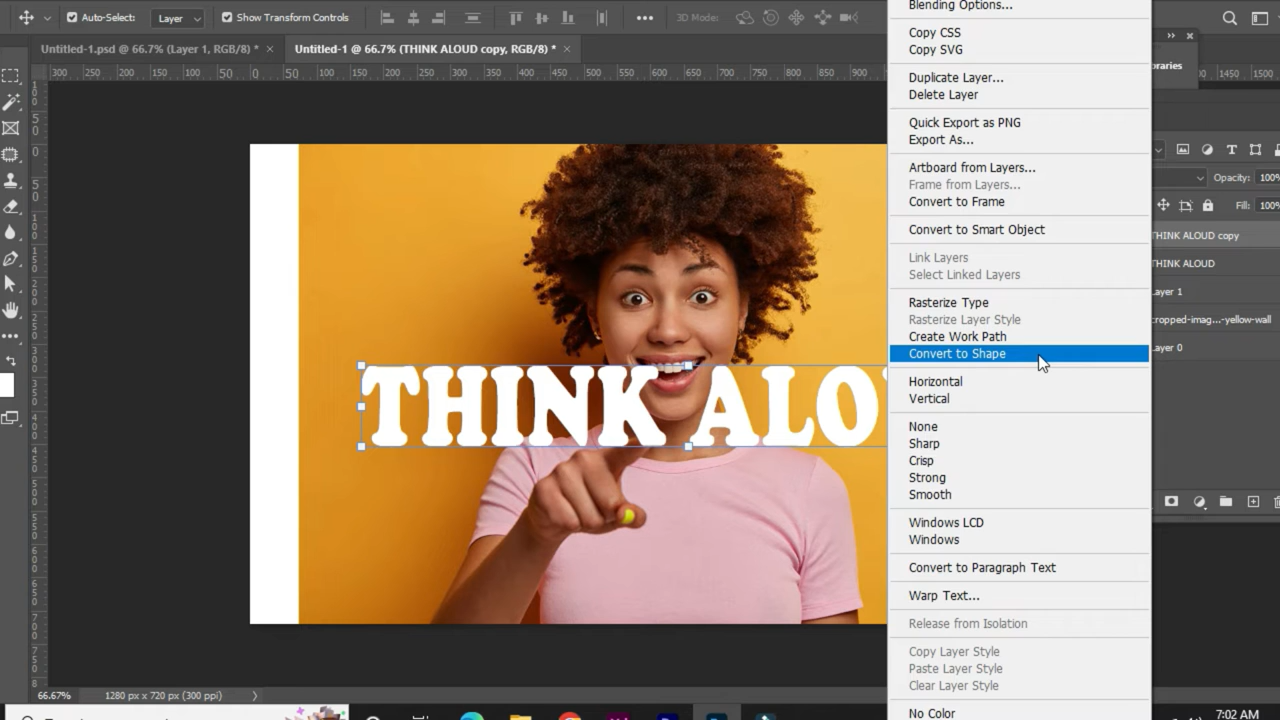 Auto-Select: Layer Show Transform Controls 3D Mode:
Untitled-1.psd @ 66.7% (Layer 1, RGB/8) * × Untitled-1 @ 66.7% (THINK ALOUD copy, RGB/8) * ×
300 250 200 150 100 50 0 50 100 150 200 250 300 350 400 450 500 550 600 650 700 750 800 850 900 1450 1500
Blending Options...
Copy CSS
Copy SVG
Duplicate Layer...
Delete Layer
Quick Export as PNG
Export As...
Artboard from Layers...
Frame from Layers...
Convert to Frame
Convert to Smart Object
Link Layers
Select Linked Layers
Rasterize Type
Rasterize Layer Style
Create Work Path
Convert to Shape
Horizontal
Vertical
None
Sharp
Crisp
Strong
Smooth
Windows LCD
Windows
Convert to Paragraph Text
Warp Text...
Release from Isolation
Copy Layer Style
Paste Layer Style
Clear Layer Style
No Color
braries
Opacity: 100%
Fill: 100%
THINK ALOUD copy
THINK ALOUD
ayer 1
cropped-imag...-yellow-wall
ayer 0
THINK ALO
66.67% 1280 px x 720 px (300 ppi)
7:02 AM